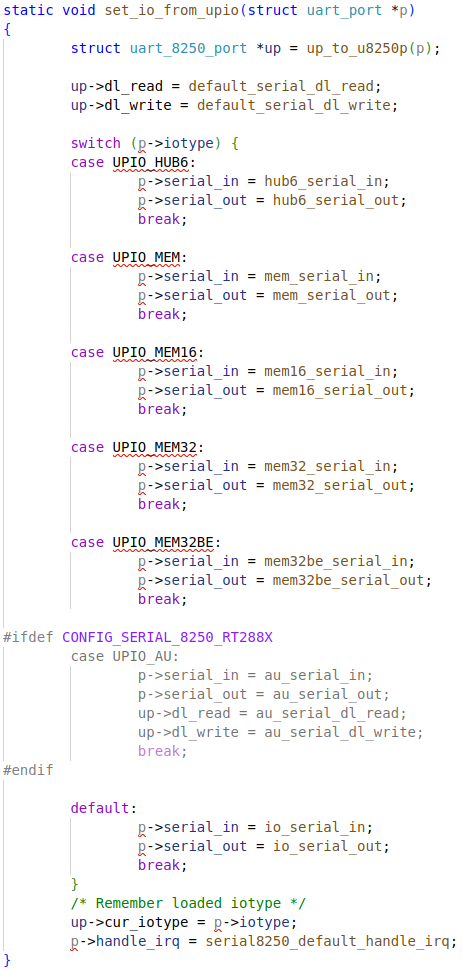 static void set_io_from_upio(struct uart_port *p)
{
        struct uart_8250_port *up = up_to_u8250p(p);

        up->dl_read = default_serial_dl_read;
        up->dl_write = default_serial_dl_write;

        switch (p->iotype) {
        case UPIO_HUB6:
                p->serial_in = hub6_serial_in;
                p->serial_out = hub6_serial_out;
                break;

        case UPIO_MEM:
                p->serial_in = mem_serial_in;
                p->serial_out = mem_serial_out;
                break;

        case UPIO_MEM16:
                p->serial_in = mem16_serial_in;
                p->serial_out = mem16_serial_out;
                break;

        case UPIO_MEM32:
                p->serial_in = mem32_serial_in;
                p->serial_out = mem32_serial_out;
                break;

        case UPIO_MEM32BE:
                p->serial_in = mem32be_serial_in;
                p->serial_out = mem32be_serial_out;
                break;

#ifdef CONFIG_SERIAL_8250_RT288X
        case UPIO_AU:
                p->serial_in = au_serial_in;
                p->serial_out = au_serial_out;
                up->dl_read = au_serial_dl_read;
                up->dl_write = au_serial_dl_write;
                break;
#endif

        default:
                p->serial_in = io_serial_in;
                p->serial_out = io_serial_out;
                break;
        }
        /* Remember loaded iotype */
        up->cur_iotype = p->iotype;
        p->handle_irq = serial8250_default_handle_irq;
}